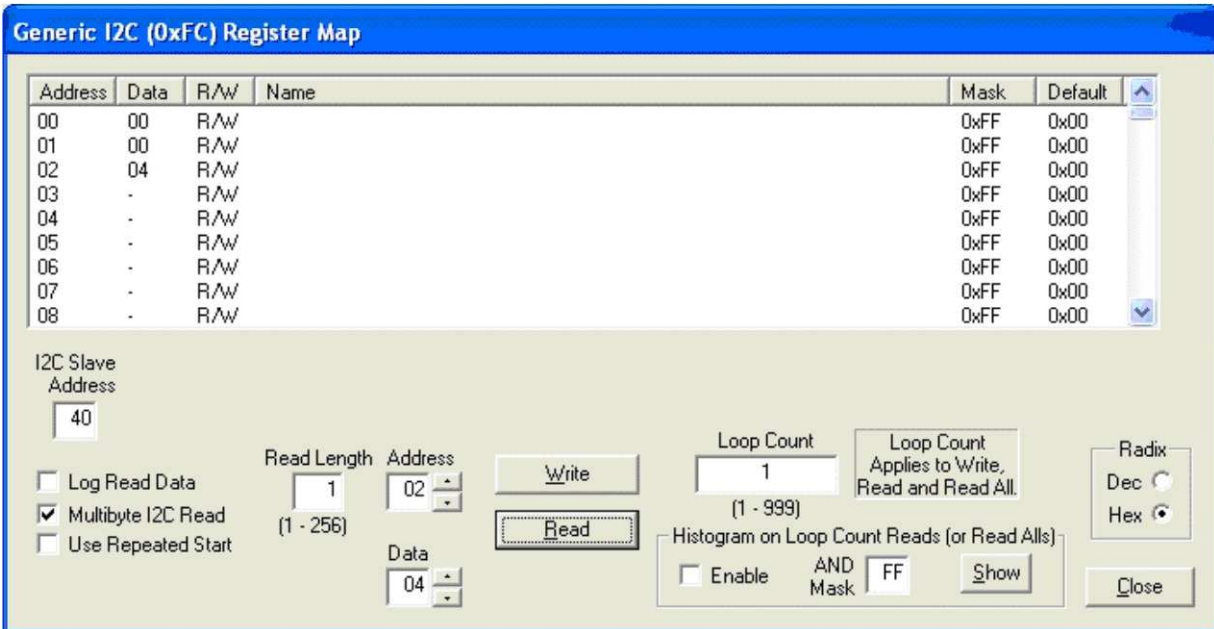 Generic I2C (0xFC) Register Map
Address Data R/W Name Mask Default
00 00 R/W 0xFF 0x00
01 00 R/W 0xFF 0x00
02 04 R/W 0xFF 0x00
03 - R/W 0xFF 0x00
04 - R/W 0xFF 0x00
05 - R/W 0xFF 0x00
06 - R/W 0xFF 0x00
07 - R/W 0xFF 0x00
08 - R/W 0xFF 0x00
I2C Slave
Address
40
Log Read Data
Multibyte I2C Read
Use Repeated Start
Read Length
1
(1 - 256)
Address
02
Data
04
Write
Read
Loop Count
1
(1 - 999)
Loop Count
Applies to Write,
Read and Read All.
Histogram on Loop Count Reads (or Read Alls)
Enable
AND
Mask
FF
Show
Radix
Dec
Hex
Close